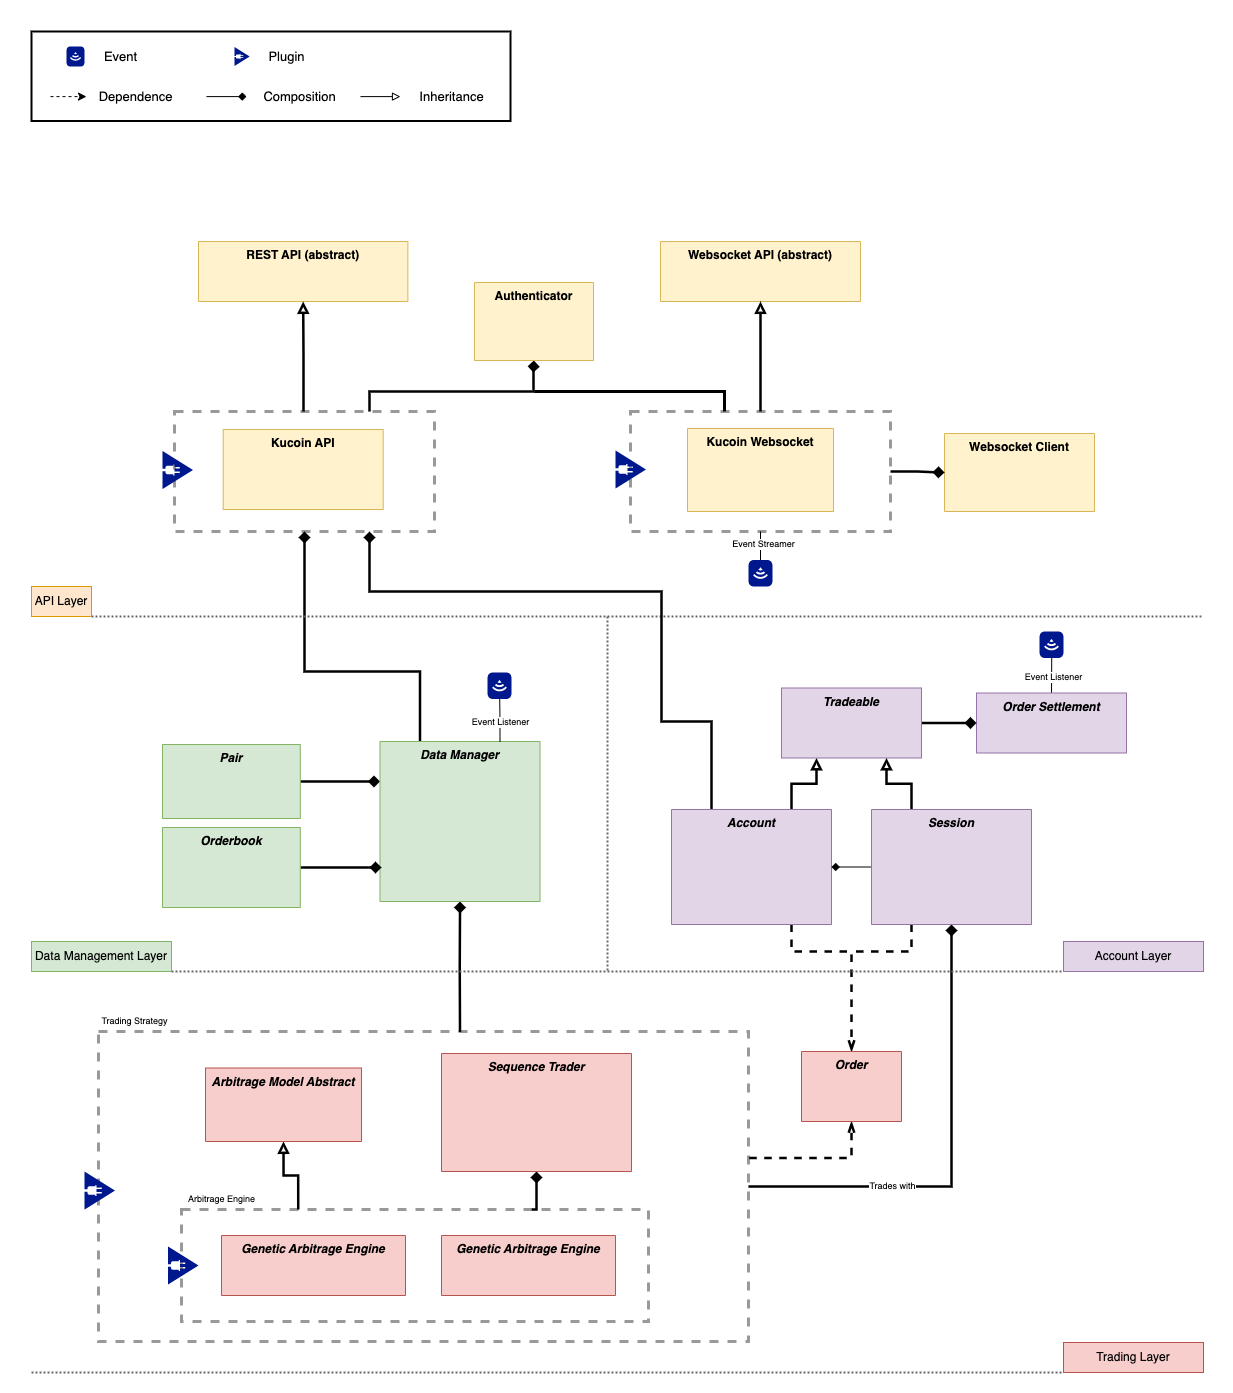 Event
Plugin
Dependence
Composition
Inheritance
REST API (abstract)
Websocket API (abstract)
Authenticator
Kucoin API
Kucoin Websocket
Websocket Client
Event Streamer
API Layer
Event Listener
Event Listener
Tradeable
Order Settlement
Pair
Data Manager
Orderbook
Account
Session
Data Management Layer
Account Layer
Trading Strategy
Arbitrage Model Abstract
Sequence Trader
Order
Trades with
Arbitrage Engine
Genetic Arbitrage Engine
Genetic Arbitrage Engine
Trading Layer